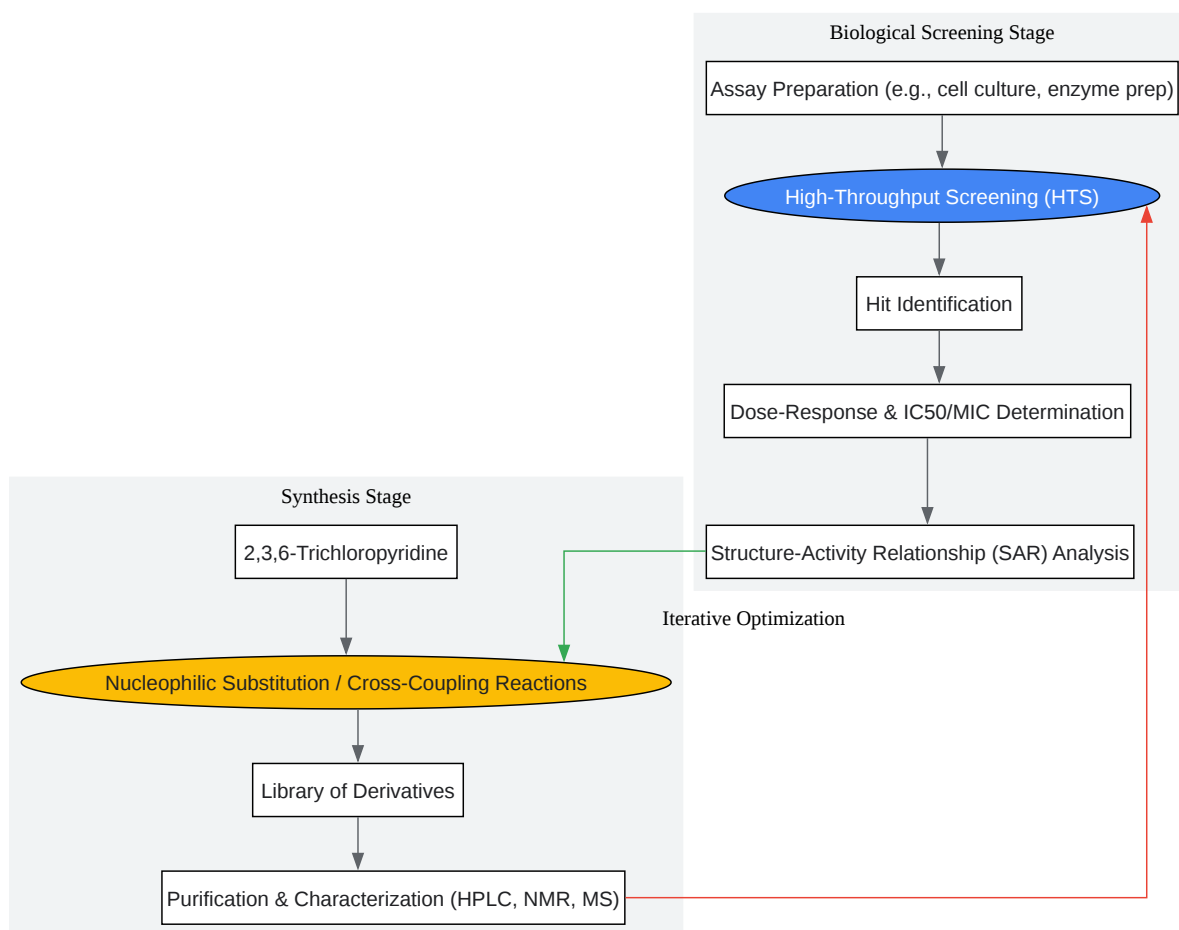 Biological Screening Stage
Assay Preparation (e.g., cell culture, enzyme prep)
High-Throughput Screening (HTS)
Hit Identification
Dose-Response & IC50/MIC Determination
Structure-Activity Relationship (SAR) Analysis
Iterative Optimization
Synthesis Stage
2,3,6-Trichloropyridine
Nucleophilic Substitution / Cross-Coupling Reactions
Library of Derivatives
Purification & Characterization (HPLC, NMR, MS)